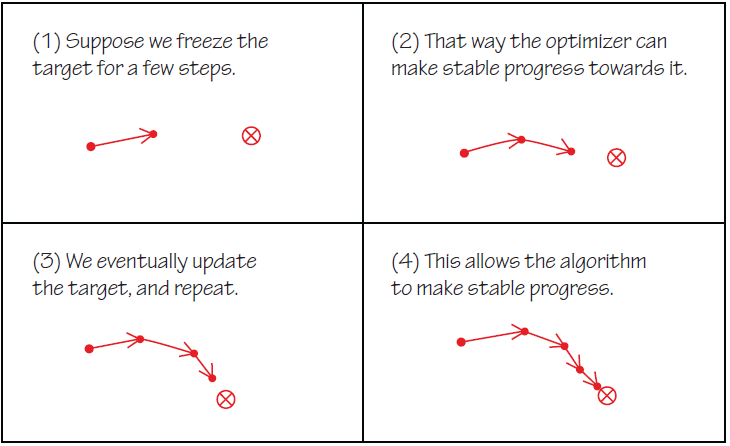 (1) Suppose we freeze the
target for a few steps.
(2) That way the optimizer can
make stable progress towards it.
(3) We eventually update
the target, and repeat.
(4) This allows the algorithm
to make stable progress.